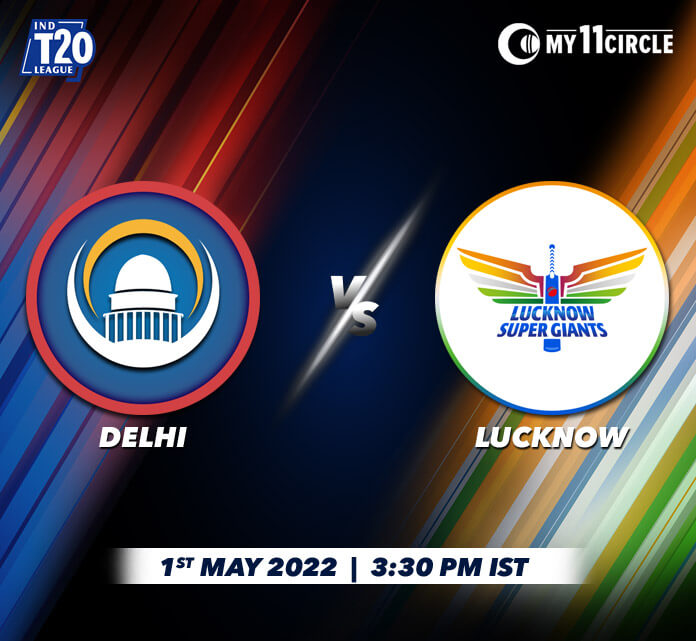 IND
T20
LEAGUE
MY11CIRCLE
VS
LUCKNOW
SUPER GIANTS
DELHI
LUCKNOW
1ST MAY 2022 | 3:30 PM IST